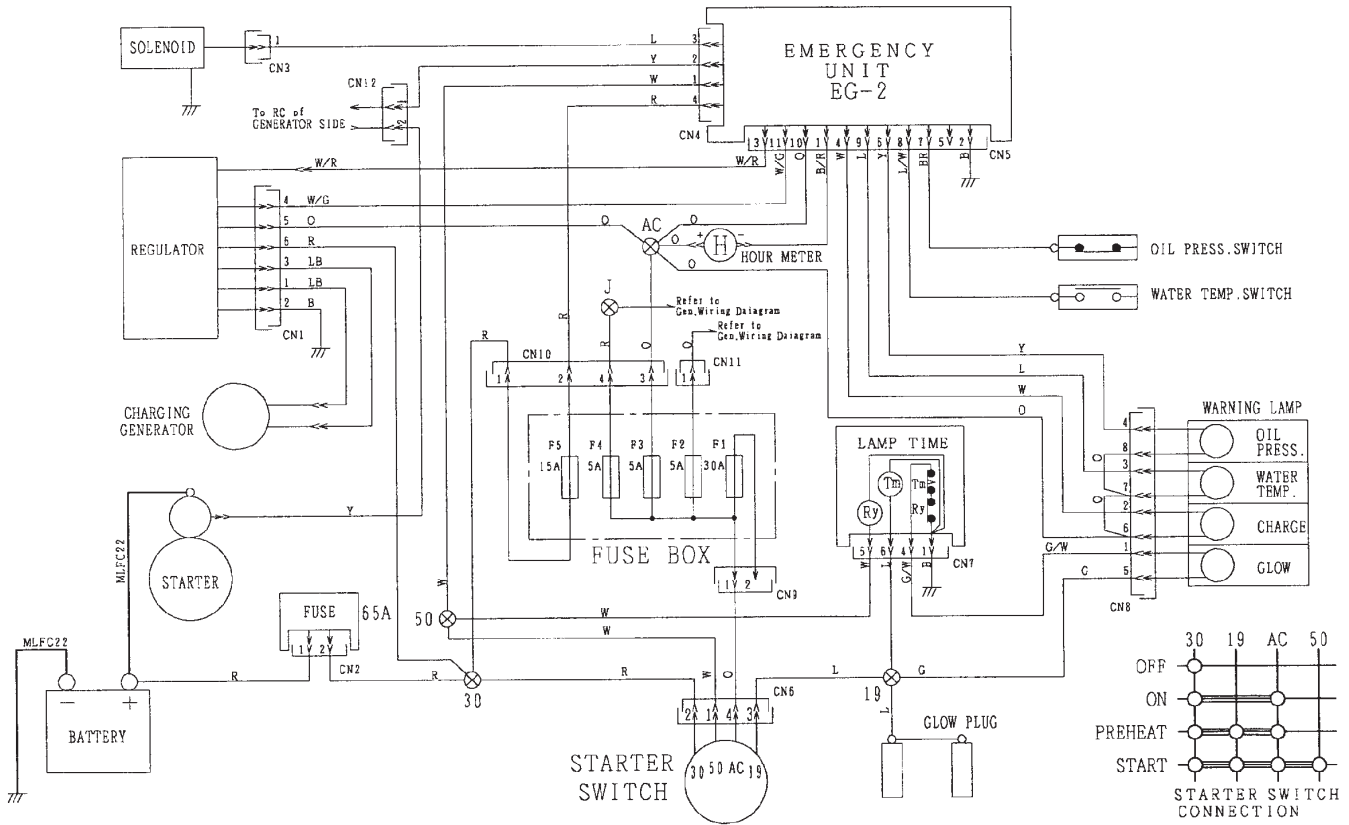 SOLENOID
1
CN3
L
Y
W
R
3
2
1
4
CN4
EMERGENCY
UNIT
EG-2
CN12
1
2
To RC of
GENERATOR SIDE
3 11 10 1 4 9 6 8 7 5 2
CN5
W/R W/G O B/R W L Y L/W BR B
W/R
REGULATOR
4 W/G
5 O
6 R
3 LB
1 LB
2 B
CN1
O
AC
O
O
O
+ H -
HOUR METER
OIL PRESS.SWITCH
WATER TEMP.SWITCH
J
Refer to
Gen.Wiring Daiagram
Refer to
Gen.Wiring Daiagram
R
R
R
O
O
CN10
1 2 4 3
1
CN11
Y
L
W
O
CHARGING
GENERATOR
F5
15A
F4
5A
F3
5A
F2
5A
F1
30A
FUSE BOX
LAMP TIME
Ry
Tm
Tm
Ry
5 6 4 1
CN7
W L G/W B
WARNING LAMP
4
8
3
7
2
6
1
5
CN8
O
O
G/W
G
OIL
PRESS.
WATER
TEMP.
CHARGE
GLOW
MLFC22
STARTER
Y
W
FUSE
65A
1 2
CN2
1 2
CN9
50
W
W
MLFC22
R
R
30
R
W
O
L
19
G
L
- +
BATTERY
2 1 4 3
CN6
30 50 AC 19
STARTER
SWITCH
GLOW PLUG
30 19 AC 50
OFF
ON
PREHEAT
START
STARTER SWITCH
CONNECTION